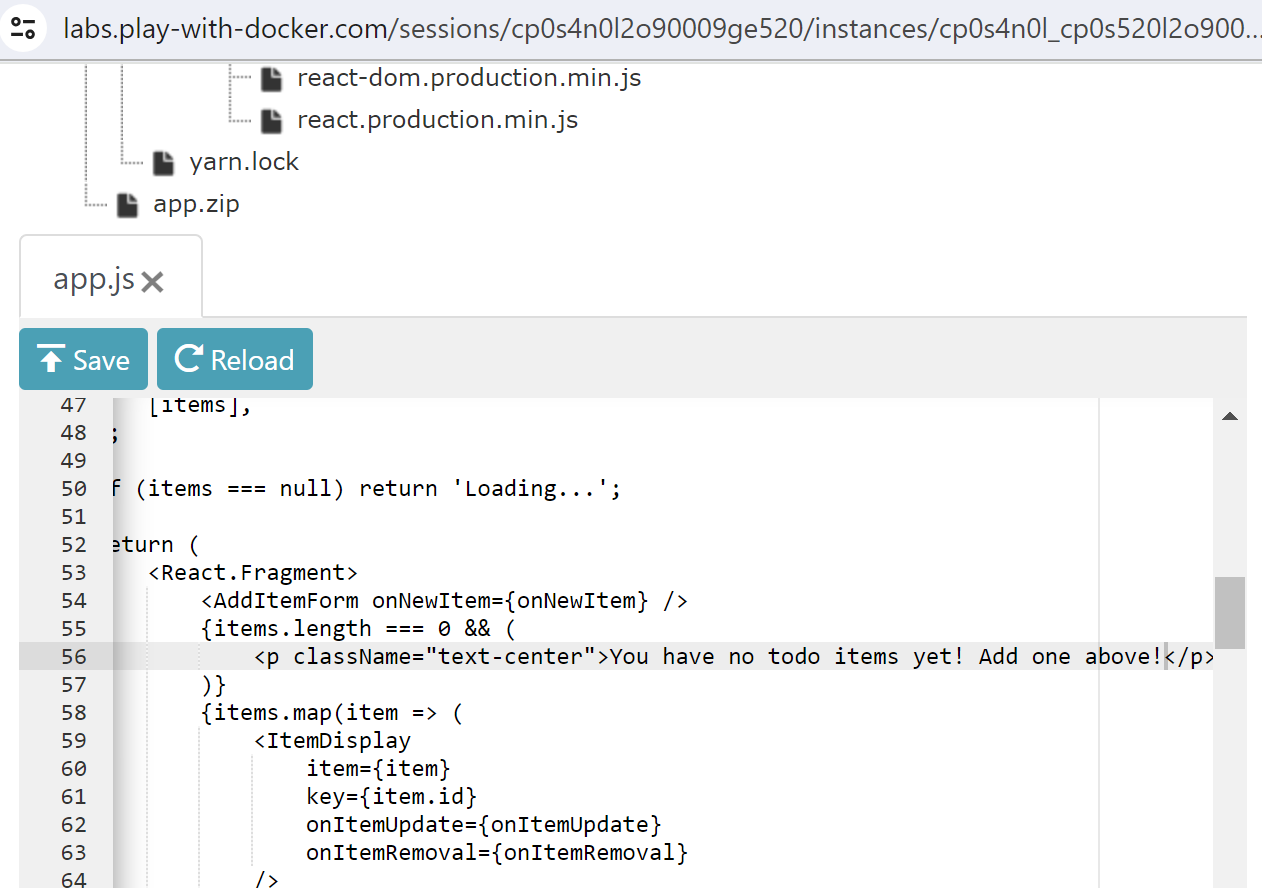 labs.play-with-docker.com/sessions/cp0s4n0l2o90009ge520/instances/cp0s4n0l_cp0s520l2o900...
react-dom.production.min.js
react.production.min.js
yarn.lock
app.zip
app.js
Save Reload
47 [items],
48 ;
49
50 f (items === null) return 'Loading...';
51
52 eturn (
53 <React.Fragment>
54 <AddItemForm onNewItem={onNewItem} />
55 {items.length === 0 && (
56 <p className="text-center">You have no todo items yet! Add one above!</p>
57 )}
58 {items.map(item => (
59 <ItemDisplay
60 item={item}
61 key={item.id}
62 onItemUpdate={onItemUpdate}
63 onItemRemoval={onItemRemoval}
64 />